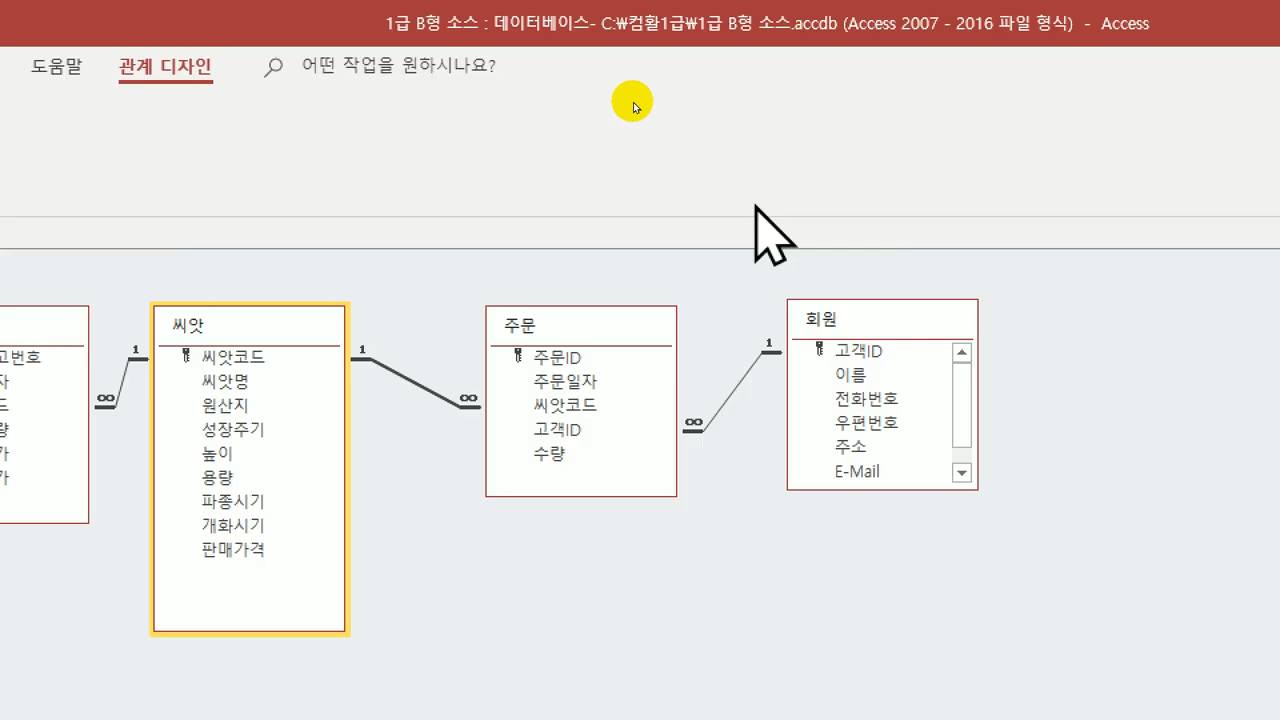 1급 B형 소스 : 데이터베이스- C:₩컴활1급₩1급 B형 소스.accdb (Access 2007 - 2016 파일 형식) - Access
도움말 관계 디자인 어떤 작업을 원하시나요?
고번호
자
드
량
가
가
1
∞
씨앗
씨앗코드
씨앗명
원산지
성장주기
높이
용량
파종시기
개화시기
판매가격
1
∞
주문
주문ID
주문일자
씨앗코드
고객ID
수량
∞
1
회원
고객ID
이름
전화번호
우편번호
주소
E-Mail